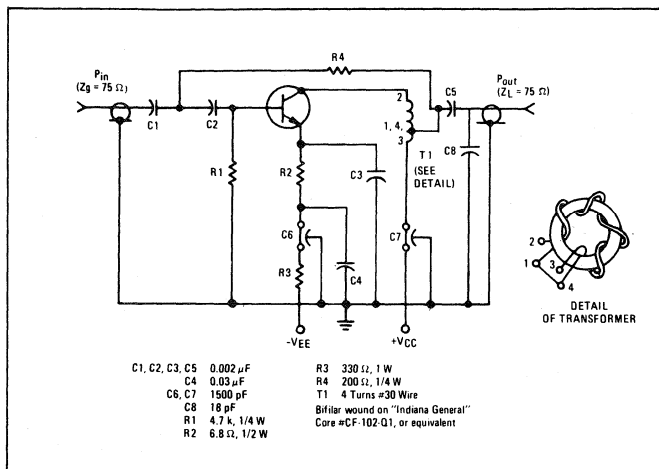 R4
Pin
(Zg = 75 Ω)
Pout
(ZL = 75 Ω)
C5
2
C1
C2
1, 4,
3
C8
T1
(SEE
DETAIL)
R1
R2
C3
C6
C7
C4
R3
2
1
3
4
DETAIL
OF TRANSFORMER
-VEE
+VCC
C1, C2, C3, C5 0.002 µF
C4 0.03 µF
C6, C7 1500 pF
C8 18 pF
R1 4.7 k, 1/4 W
R2 6.8 Ω, 1/2 W
R3 330 Ω, 1 W
R4 200 Ω, 1/4 W
T1 4 Turns #30 Wire
Bifilar wound on "Indiana General"
Core #CF-102-Q1, or equivalent